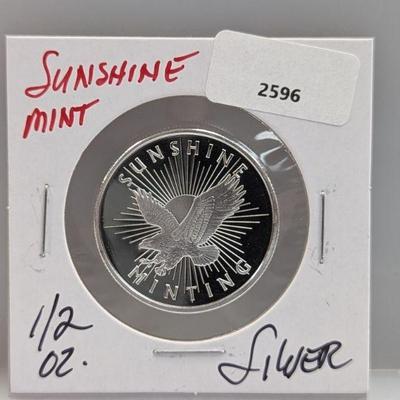 SUNSHINE
MINT
2596
SUNSHINE
MINTING
1/2
OZ.
SILVER